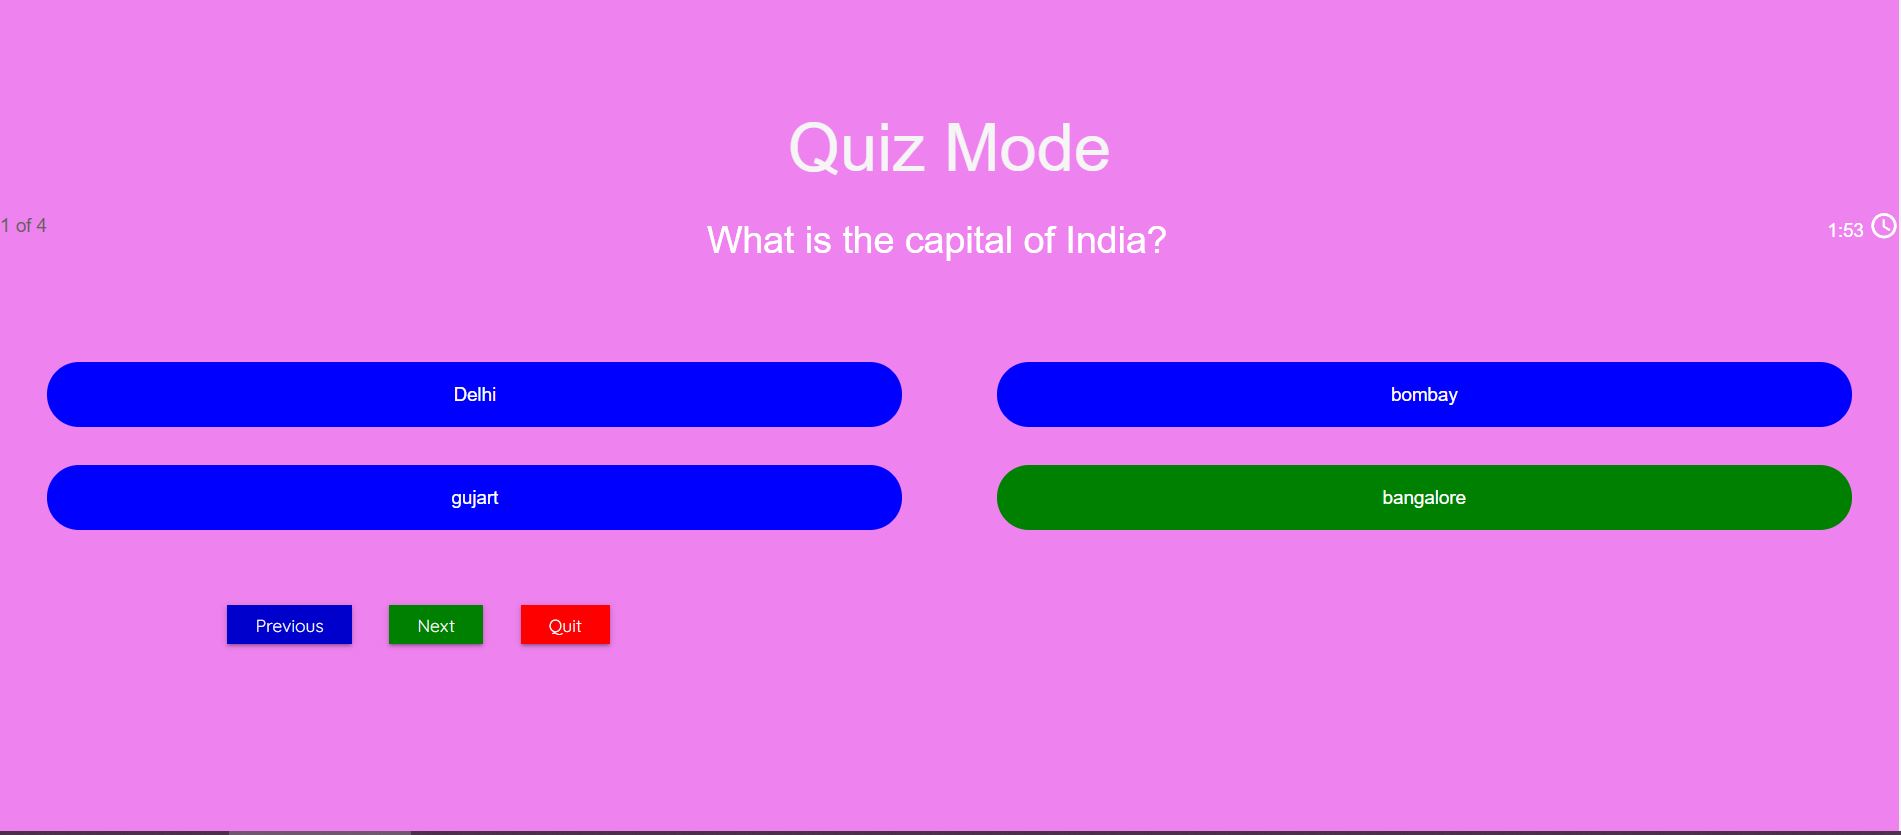 Quiz Mode
1 of 4
What is the capital of India?
1:53
Delhi
bombay
gujart
bangalore
Previous
Next
Quit